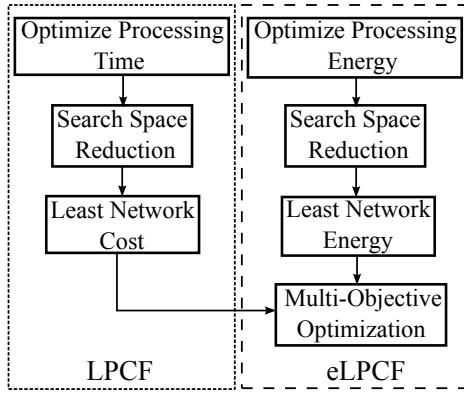 Optimize Processing
Time
Search Space
Reduction
Least Network
Cost
LPCF
Optimize Processing
Energy
Search Space
Reduction
Least Network
Energy
Multi-Objective
Optimization
eLPCF